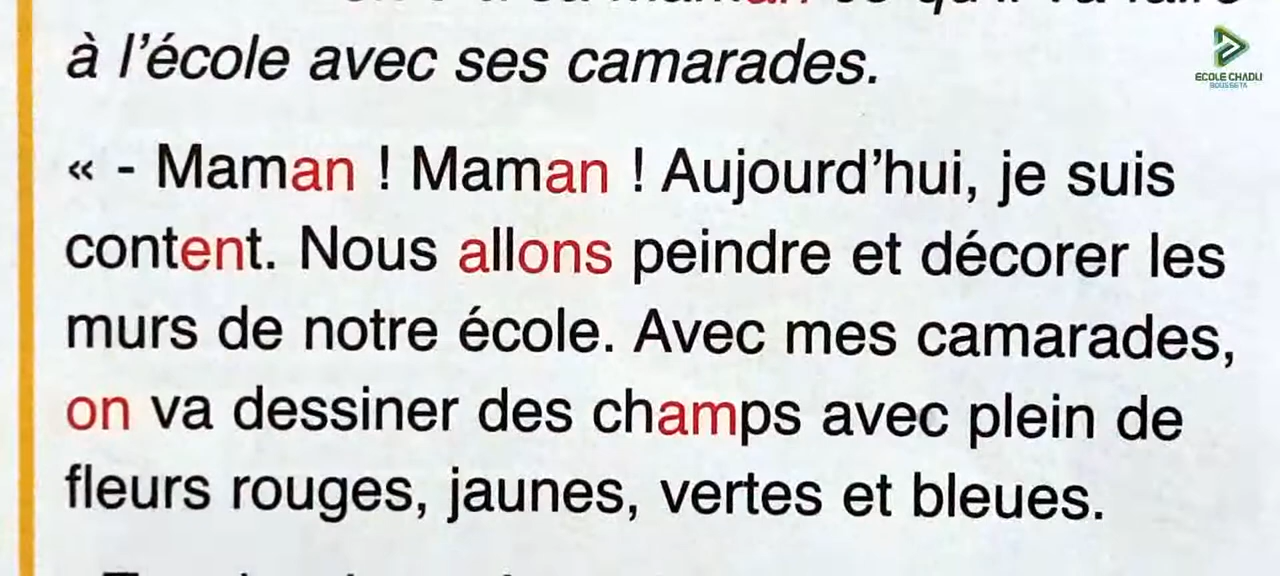 à l'école avec ses camarades.
ECOLE CHADLI
BOUSSETA
« - Maman ! Maman ! Aujourd'hui, je suis
content. Nous allons peindre et décorer les
murs de notre école. Avec mes camarades,
on va dessiner des champs avec plein de
fleurs rouges, jaunes, vertes et bleues.